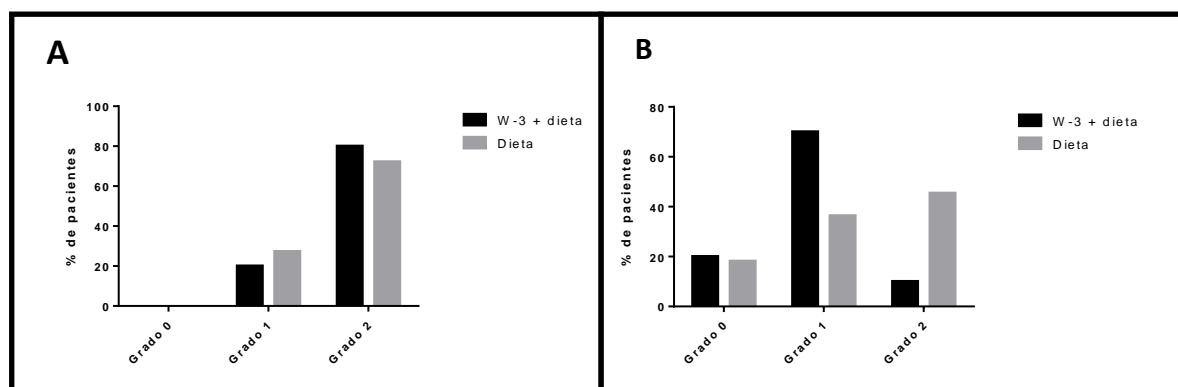 A
% de pacientes
100
80
60
40
20
0
Grado 0
Grado 1
Grado 2
W-3 + dieta
Dieta
B
% de pacientes
80
60
40
20
0
Grado 0
Grado 1
Grado 2
W-3 + dieta
Dieta